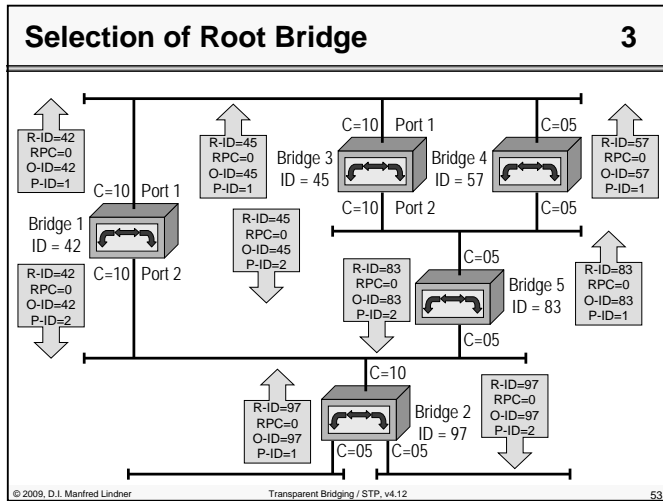 Selection of Root Bridge 3
R-ID=42
RPC=0
O-ID=42
P-ID=1
R-ID=45
RPC=0
O-ID=45
P-ID=1
C=10 Port 1
Bridge 3
ID = 45
C=10 Port 2
C=05
Bridge 4
ID = 57
C=05
R-ID=57
RPC=0
O-ID=57
P-ID=1
C=10 Port 1
Bridge 1
ID = 42
C=10 Port 2
R-ID=45
RPC=0
O-ID=45
P-ID=2
R-ID=42
RPC=0
O-ID=42
P-ID=2
R-ID=83
RPC=0
O-ID=83
P-ID=2
C=05
Bridge 5
ID = 83
C=05
R-ID=83
RPC=0
O-ID=83
P-ID=1
R-ID=97
RPC=0
O-ID=97
P-ID=1
C=10
Bridge 2
ID = 97
C=05 C=05
R-ID=97
RPC=0
O-ID=97
P-ID=2
© 2009, D.I. Manfred Lindner Transparent Bridging / STP, v4.12 53